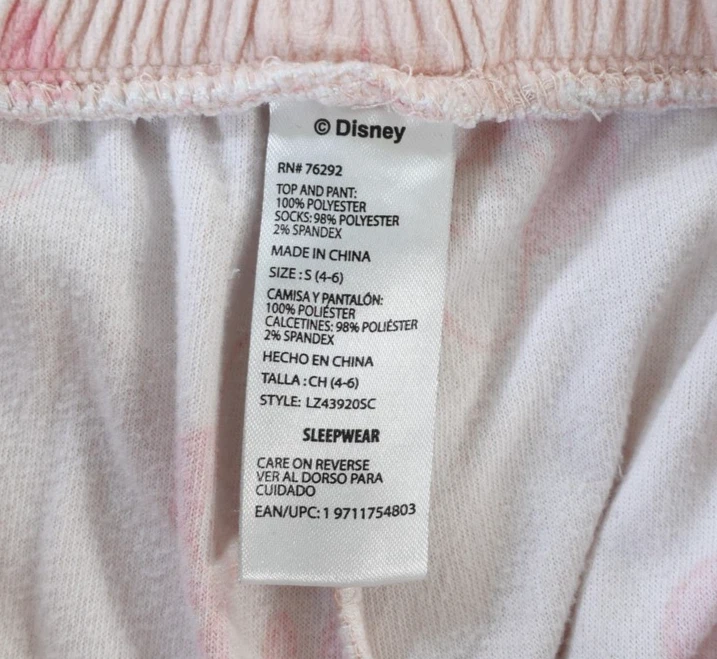 © Disney
RN# 76292
TOP AND PANT:
100% POLYESTER
SOCKS: 98% POLYESTER
2% SPANDEX
MADE IN CHINA
SIZE : S (4-6)
CAMISA Y PANTALÓN:
100% POLIÉSTER
CALCETINES: 98% POLIÉSTER
2% SPANDEX
HECHO EN CHINA
TALLA : CH (4-6)
STYLE: LZ43920SC
SLEEPWEAR
CARE ON REVERSE
VER AL DORSO PARA
CUIDADO
EAN/UPC: 1 9711754803